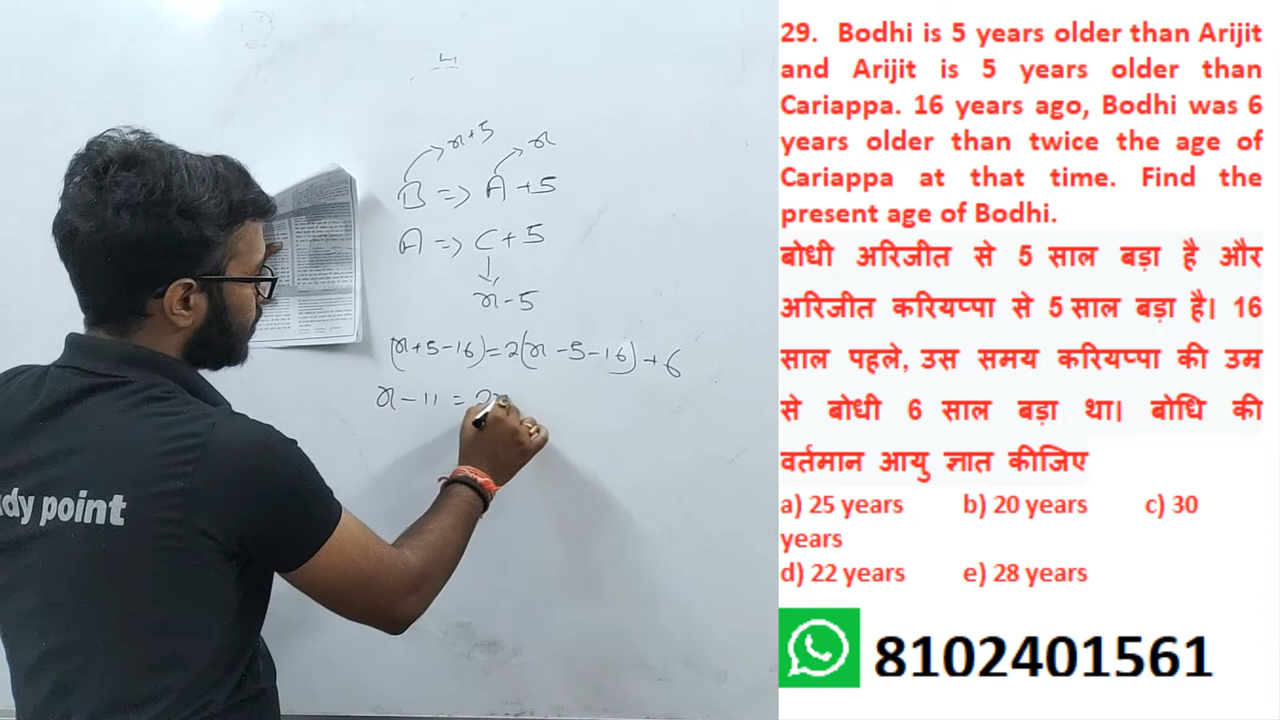 x+5
x
B => A +5
A => C+5
x-5
(x+5-16)=2(x-5-16)+6
x-11 = 2x
dy point
29. Bodhi is 5 years older than Arijit
and Arijit is 5 years older than
Cariappa. 16 years ago, Bodhi was 6
years older than twice the age of
Cariappa at that time. Find the
present age of Bodhi.
बोधी अरिजीत से 5 साल बड़ा है और
अरिजीत करियप्पा से 5 साल बड़ा है। 16
साल पहले, उस समय करियप्पा की उम्र
से बोधी 6 साल बड़ा था। बोधि की
वर्तमान आयु ज्ञात कीजिए
a) 25 years b) 20 years c) 30
years
d) 22 years e) 28 years
8102401561